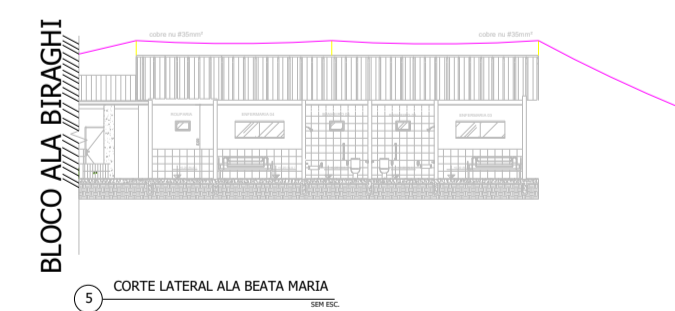 cobre nu #35mm² cobre nu #35mm²
BLOCO ALA BIRAGHI
5 CORTE LATERAL ALA BEATA MARIA
SEM ESC.